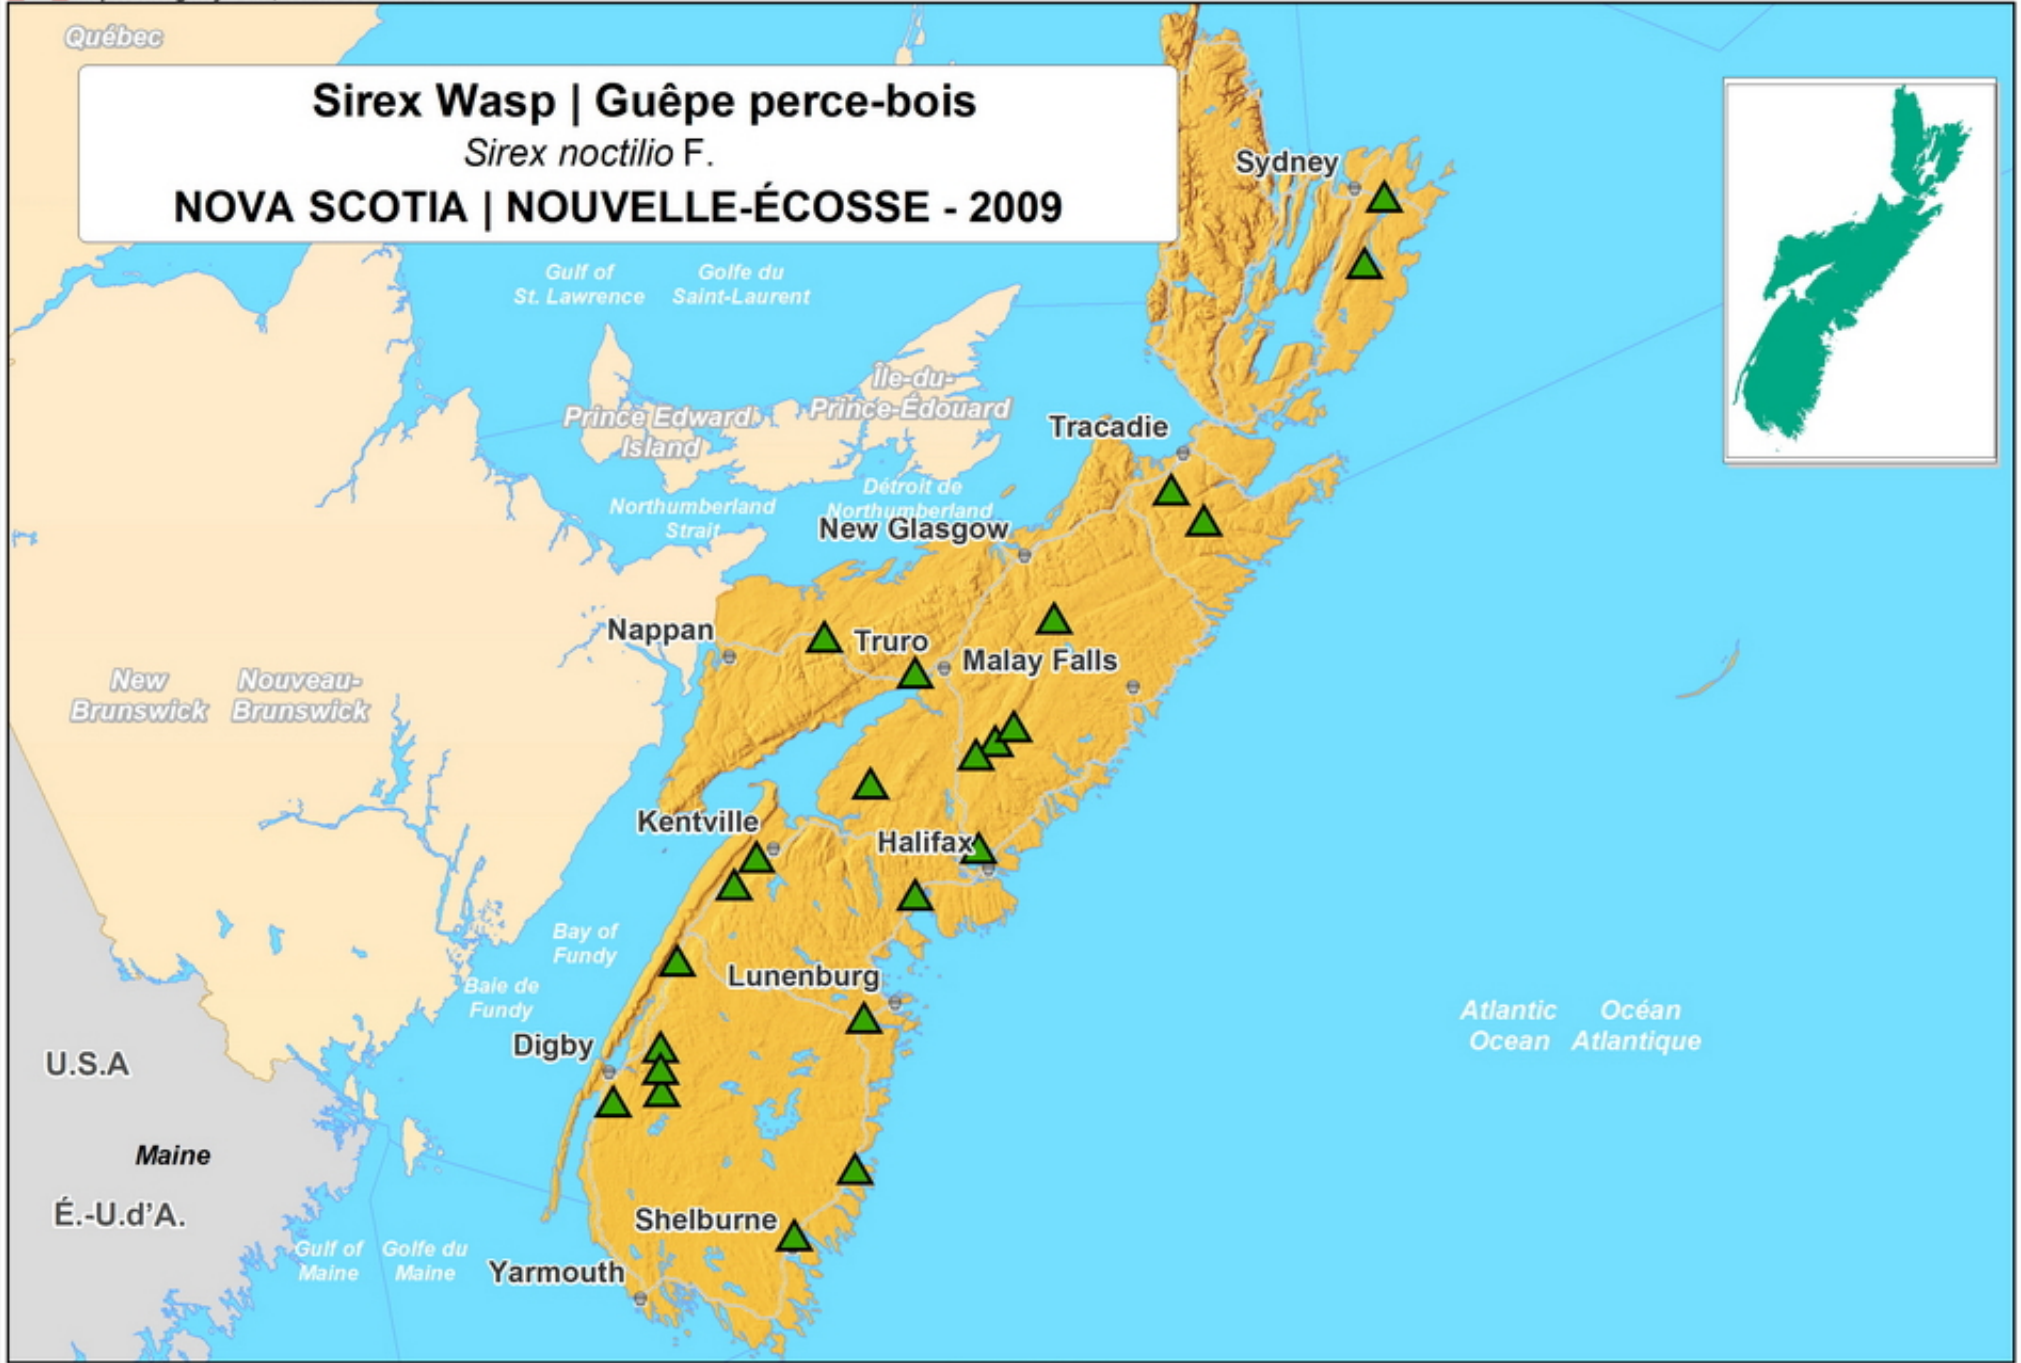 Québec
Sirex Wasp | Guêpe perce-bois
Sirex noctilio F.
NOVA SCOTIA | NOUVELLE-ÉCOSSE - 2009
Sydney
Gulf of
St. Lawrence
Golfe du
Saint-Laurent
Île-du-
Prince-Édouard
Prince Edward
Island
Tracadie
Northumberland
Strait
Détroit de
Northumberland
New Glasgow
Nappan
Truro
Malay Falls
New
Brunswick
Nouveau-
Brunswick
Kentville
Halifax
Bay of
Fundy
Baie de
Fundy
Lunenburg
Atlantic
Ocean
Océan
Atlantique
Digby
U.S.A
Maine
É.-U.d'A.
Shelburne
Gulf of
Maine
Golfe du
Maine
Yarmouth